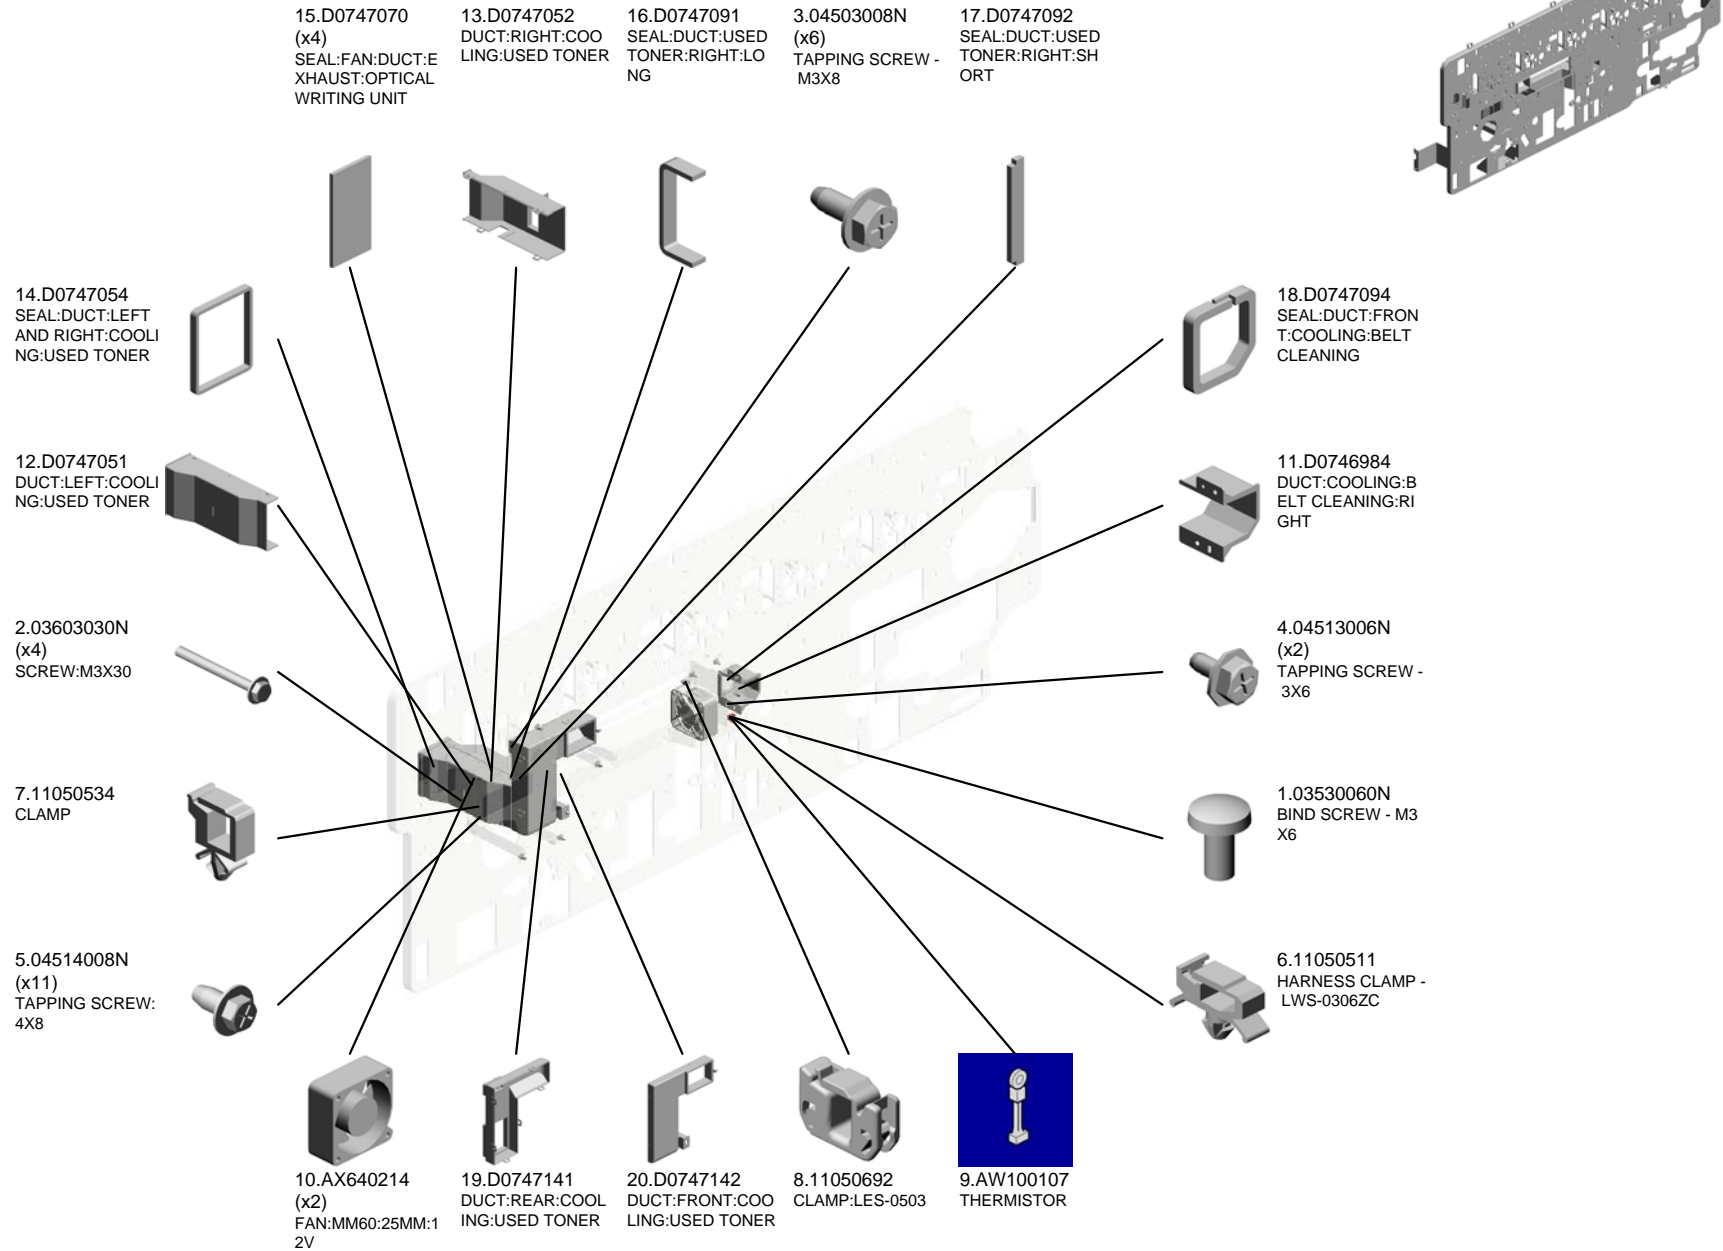 15.D0747070
(x4)
SEAL:FAN:DUCT:E
XHAUST:OPTICAL
WRITING UNIT
13.D0747052
DUCT:RIGHT:COO
LING:USED TONER
16.D0747091
SEAL:DUCT:USED
TONER:RIGHT:LO
NG
3.04503008N
(x6)
TAPPING SCREW -
M3X8
17.D0747092
SEAL:DUCT:USED
TONER:RIGHT:SH
ORT
14.D0747054
SEAL:DUCT:LEFT
AND RIGHT:COOLI
NG:USED TONER
18.D0747094
SEAL:DUCT:FRON
T:COOLING:BELT
CLEANING
12.D0747051
DUCT:LEFT:COOLI
NG:USED TONER
11.D0746984
DUCT:COOLING:B
ELT CLEANING:RI
GHT
2.03603030N
(x4)
SCREW:M3X30
4.04513006N
(x2)
TAPPING SCREW -
3X6
7.11050534
CLAMP
1.03530060N
BIND SCREW - M3
X6
5.04514008N
(x11)
TAPPING SCREW:
4X8
6.11050511
HARNESS CLAMP -
LWS-0306ZC
10.AX640214
(x2)
FAN:MM60:25MM:1
2V
19.D0747141
DUCT:REAR:COOL
ING:USED TONER
20.D0747142
DUCT:FRONT:COO
LING:USED TONER
8.11050692
CLAMP:LES-0503
9.AW100107
THERMISTOR